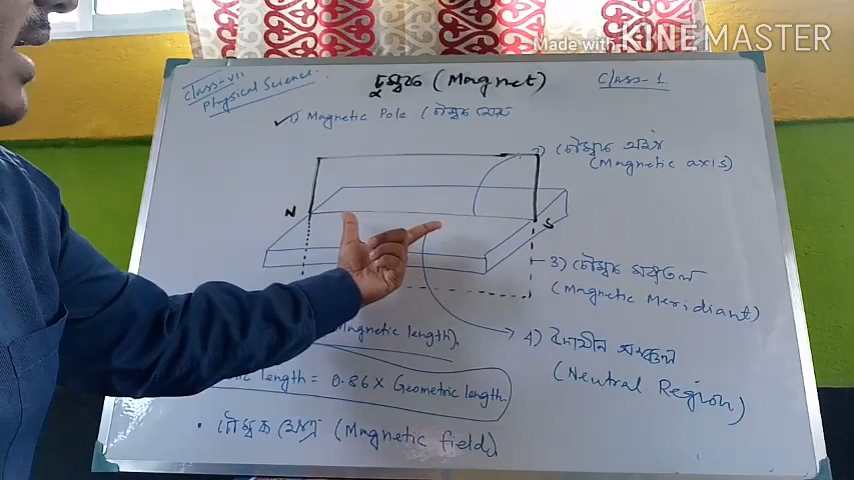 Made with KINEMASTER
Class-VII
Physical Science.
চুম্বক (Magnet)
Class-1
1) Magnetic Pole (চৌম্বক মেরু
2) চৌম্বক অক্ষ
(Magnetic axis)
N
S
3) চৌম্বক মধ্যতল
(Magnetic Meridiant)
Magnetic length).
4) উদাসীন অঞ্চল
(Neutral Region)
length = 0.86 X Geometric length.
• চৌম্বক ক্ষেত্র (Magnetic field)